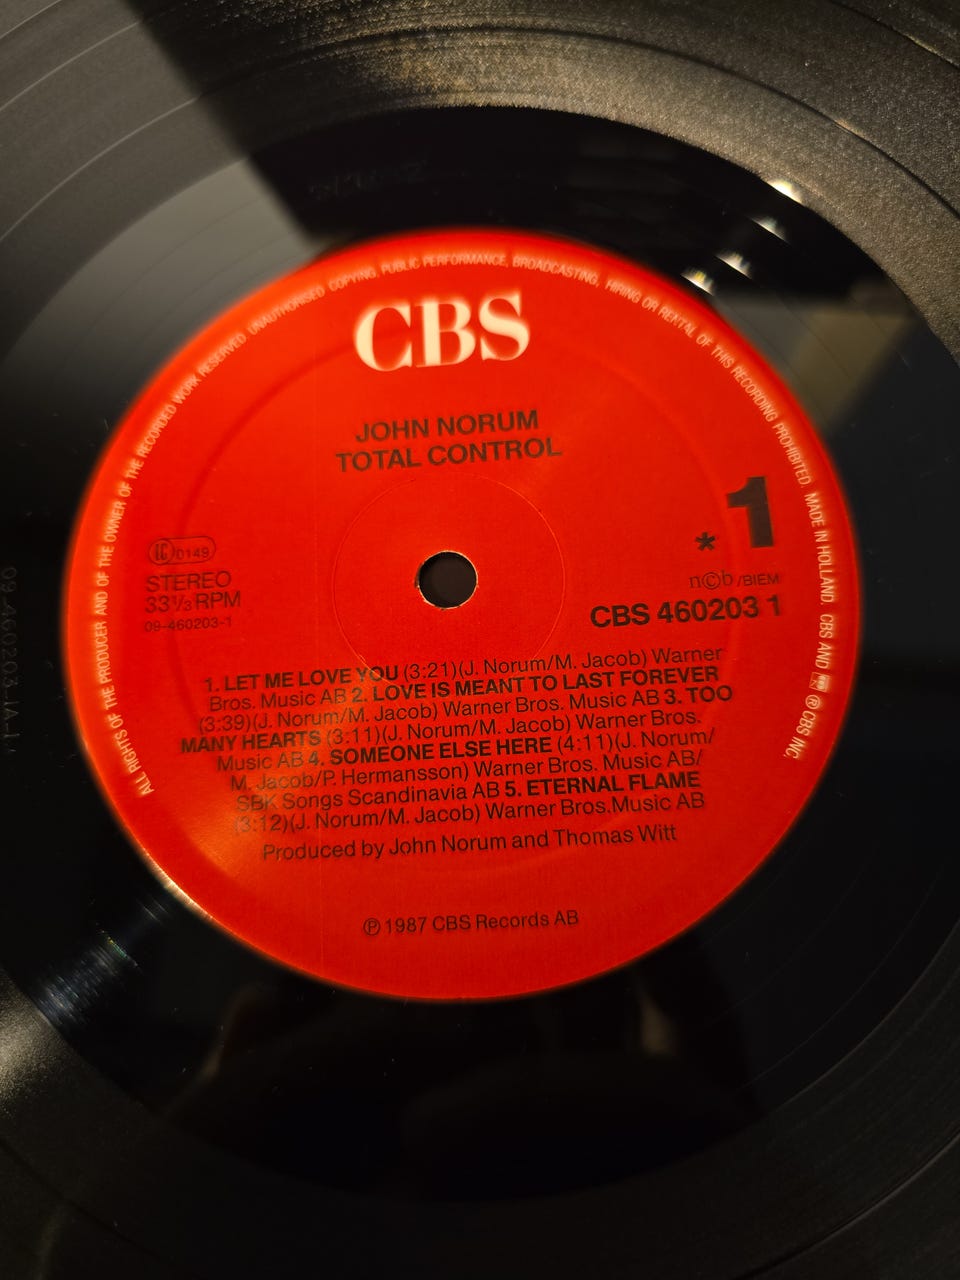 ALL RIGHTS OF THE PRODUCER AND OF THE OWNER OF THE RECORDED WORK RESERVED. UNAUTHORISED COPYING, PUBLIC PERFORMANCE, BROADCASTING, HIRING OR RENTAL OF THIS RECORDING PROHIBITED. MADE IN HOLLAND. CBS AND ® CBS INC.
CBS
JOHN NORUM
TOTAL CONTROL
1
*
LC 0149
STEREO
33⅓ RPM
09-460203-1
n©b/BIEM
CBS 460203 1
1. LET ME LOVE YOU (3:21)(J. Norum/M. Jacob) Warner
Bros. Music AB 2. LOVE IS MEANT TO LAST FOREVER
(3:39)(J. Norum/M. Jacob) Warner Bros. Music AB 3. TOO
MANY HEARTS (3:11)(J. Norum/M. Jacob) Warner Bros.
Music AB 4. SOMEONE ELSE HERE (4:11)(J. Norum/
M. Jacob/P. Hermansson) Warner Bros. Music AB/
SBK Songs Scandinavia AB 5. ETERNAL FLAME
(3:12)(J. Norum/M. Jacob) Warner Bros.Music AB
Produced by John Norum and Thomas Witt
℗ 1987 CBS Records AB